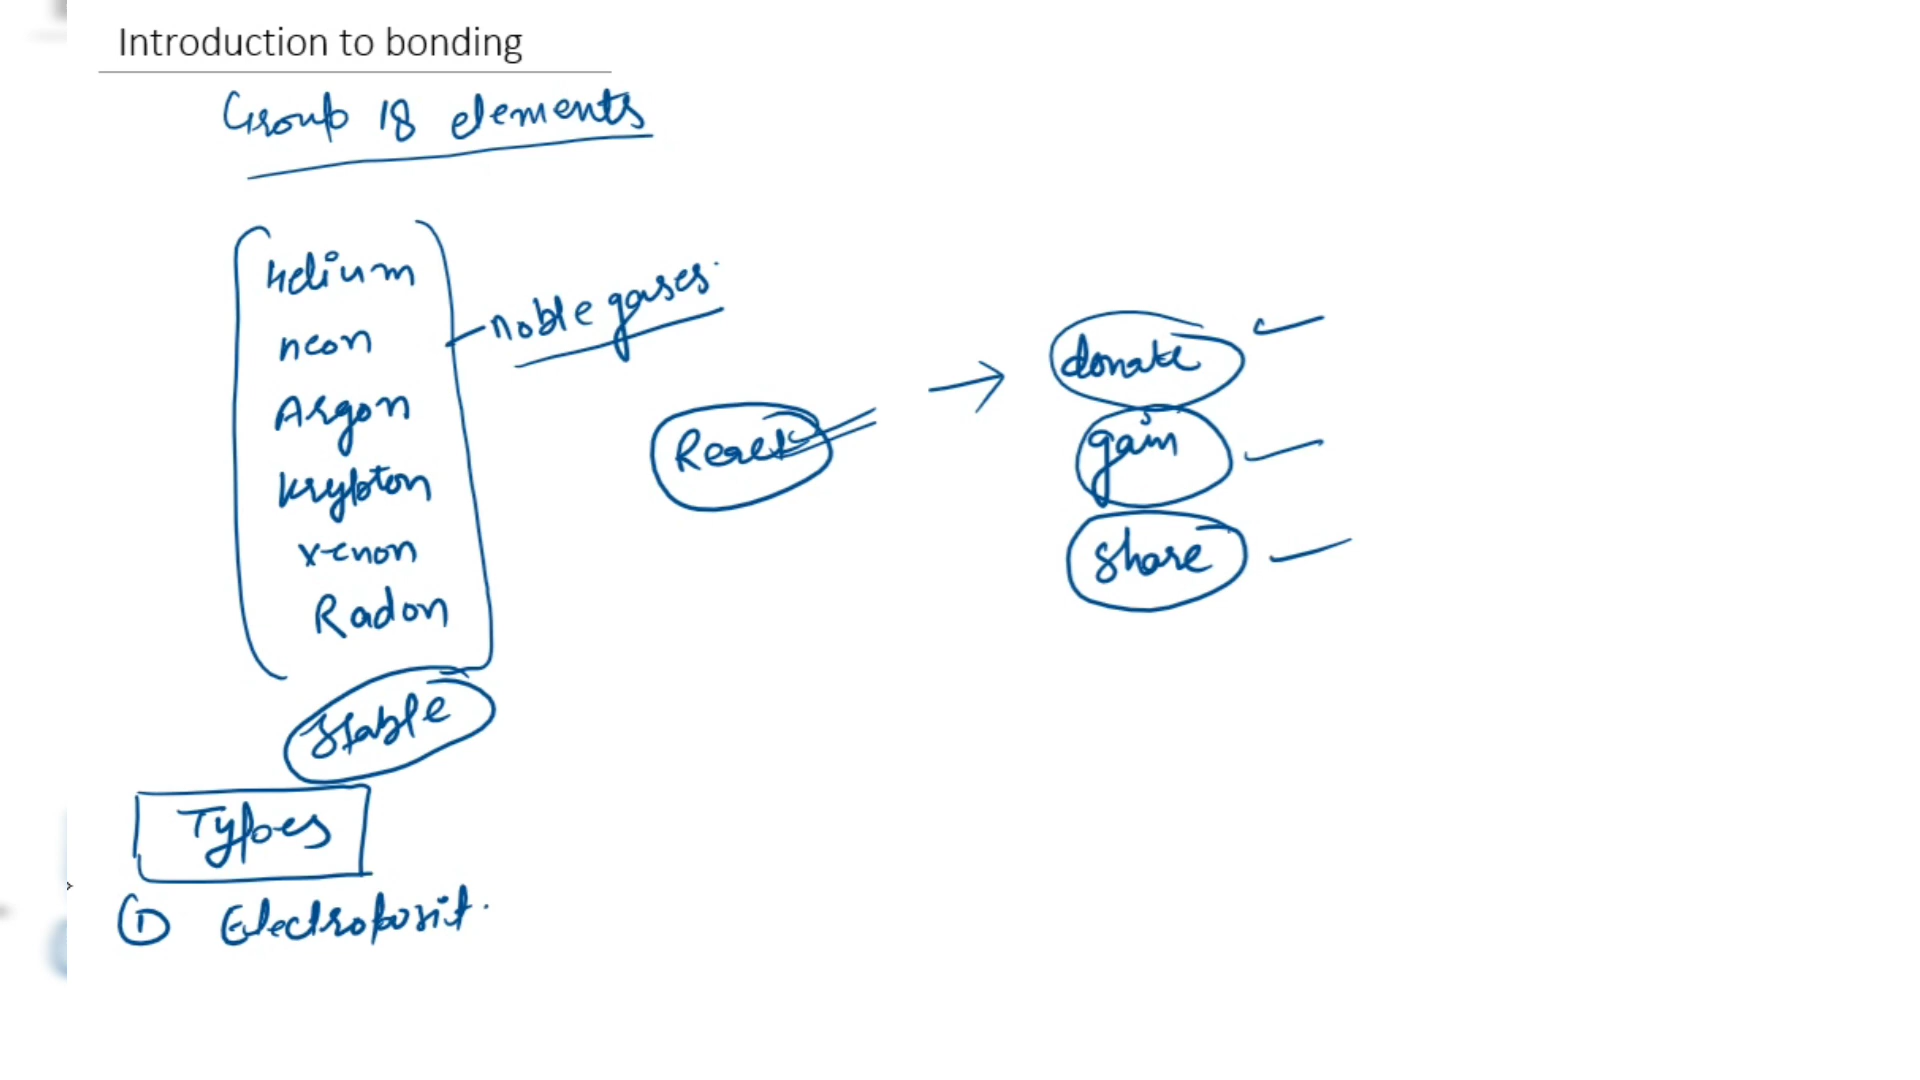 Introduction to bonding
Group 18 elements
Helium
neon
Argon
Krypton
xenon
Radon
noble gases.
Stable
React
donate
gain
share
Types
① Electroposit.